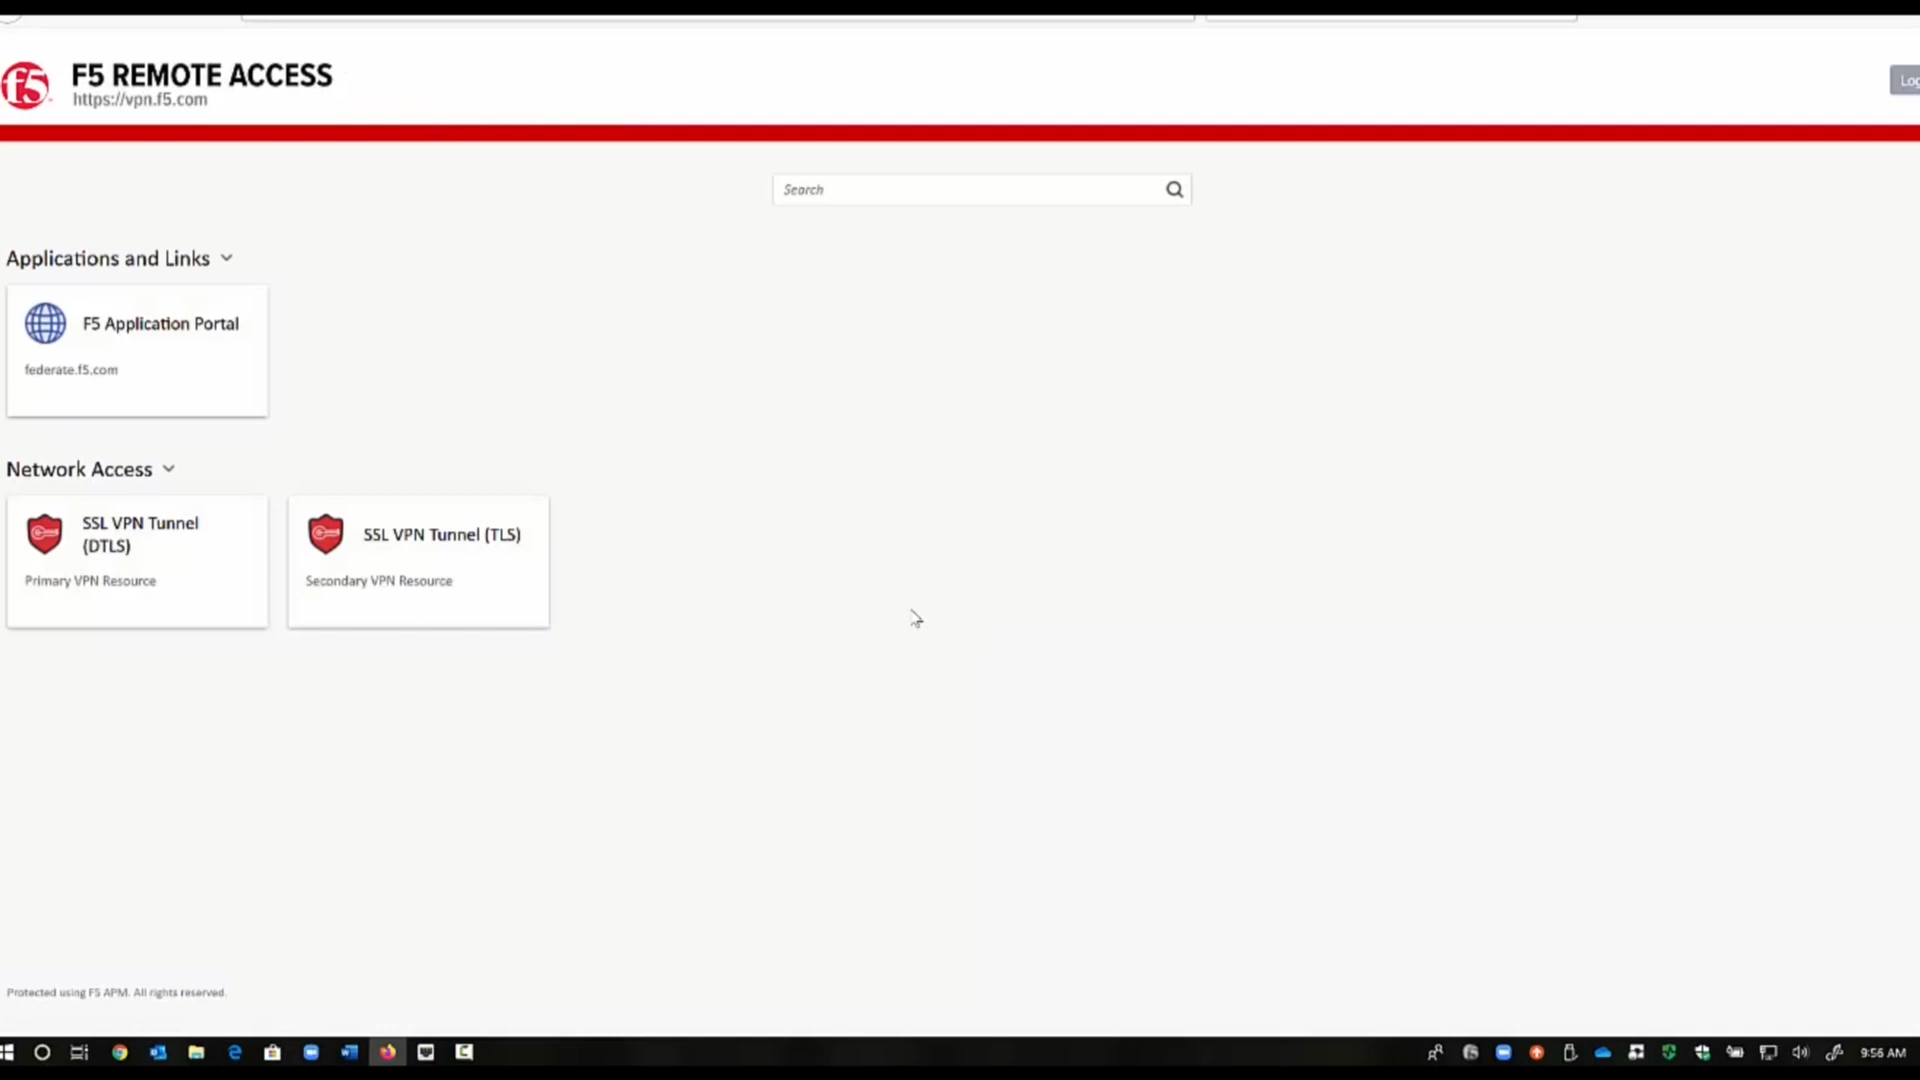 f5
F5 REMOTE ACCESS
https://vpn.f5.com
Log
Search
Applications and Links
F5 Application Portal
federate.f5.com
Network Access
SSL VPN Tunnel
(DTLS)
Primary VPN Resource
SSL VPN Tunnel (TLS)
Secondary VPN Resource
Protected using F5 APM. All rights reserved.
9:56 AM